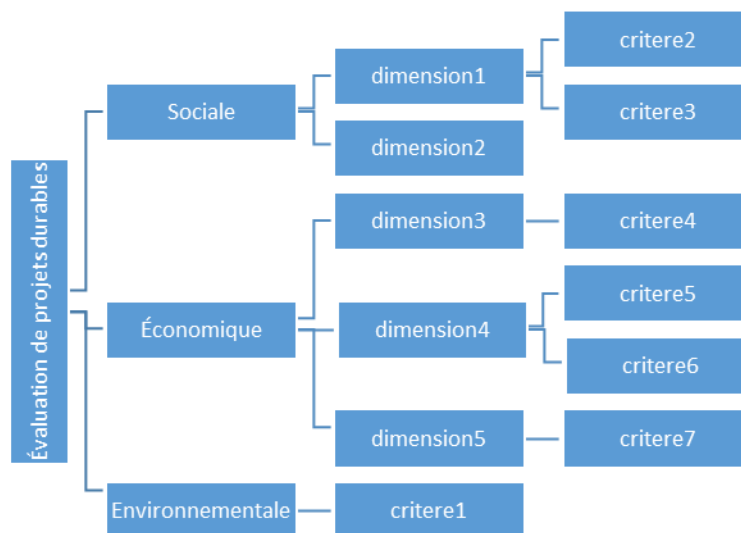 Évaluation de projets durables
Sociale
dimension1
critere2
critere3
dimension2
Économique
dimension3
critere4
dimension4
critere5
critere6
dimension5
critere7
Environnementale
critere1